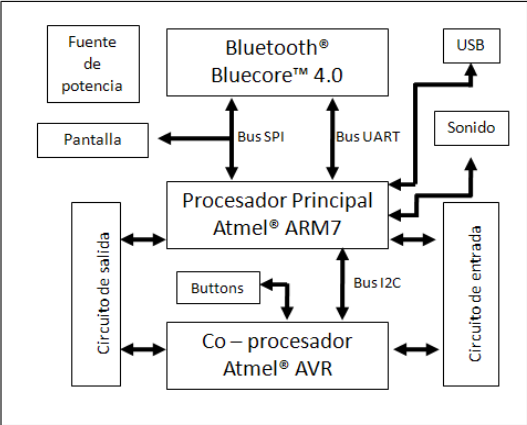 Fuente
de
potencia
Bluetooth®
Bluecore™ 4.0
USB
Pantalla
Bus SPI
Bus UART
Sonido
Procesador Principal
Atmel® ARM7
Circuito de salida
Buttons
Bus I2C
Circuito de entrada
Co – procesador
Atmel® AVR